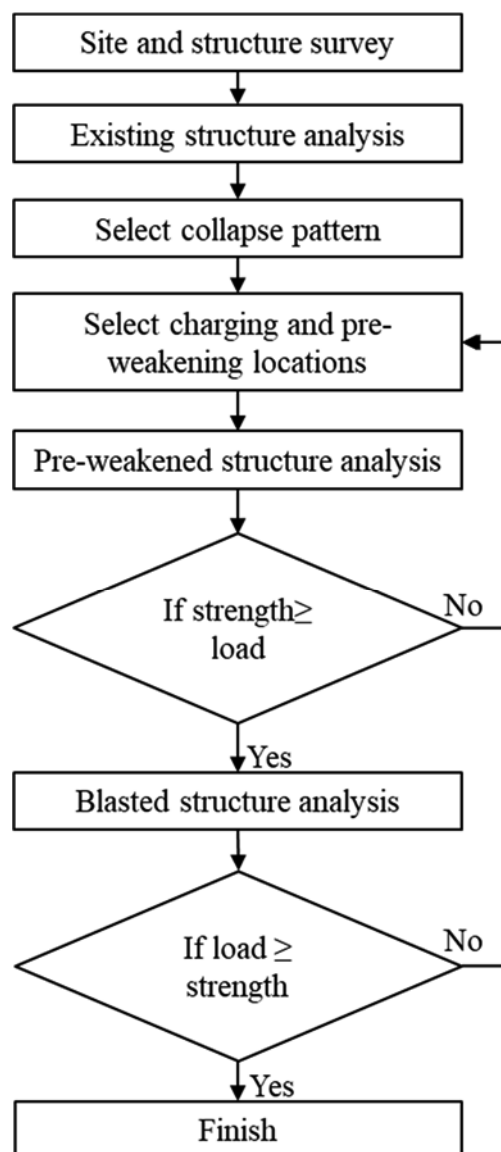 Site and structure survey
Existing structure analysis
Select collapse pattern
Select charging and pre-
weakening locations
Pre-weakened structure analysis
If strength≥
load
No
Yes
Blasted structure analysis
If load ≥
strength
No
Yes
Finish